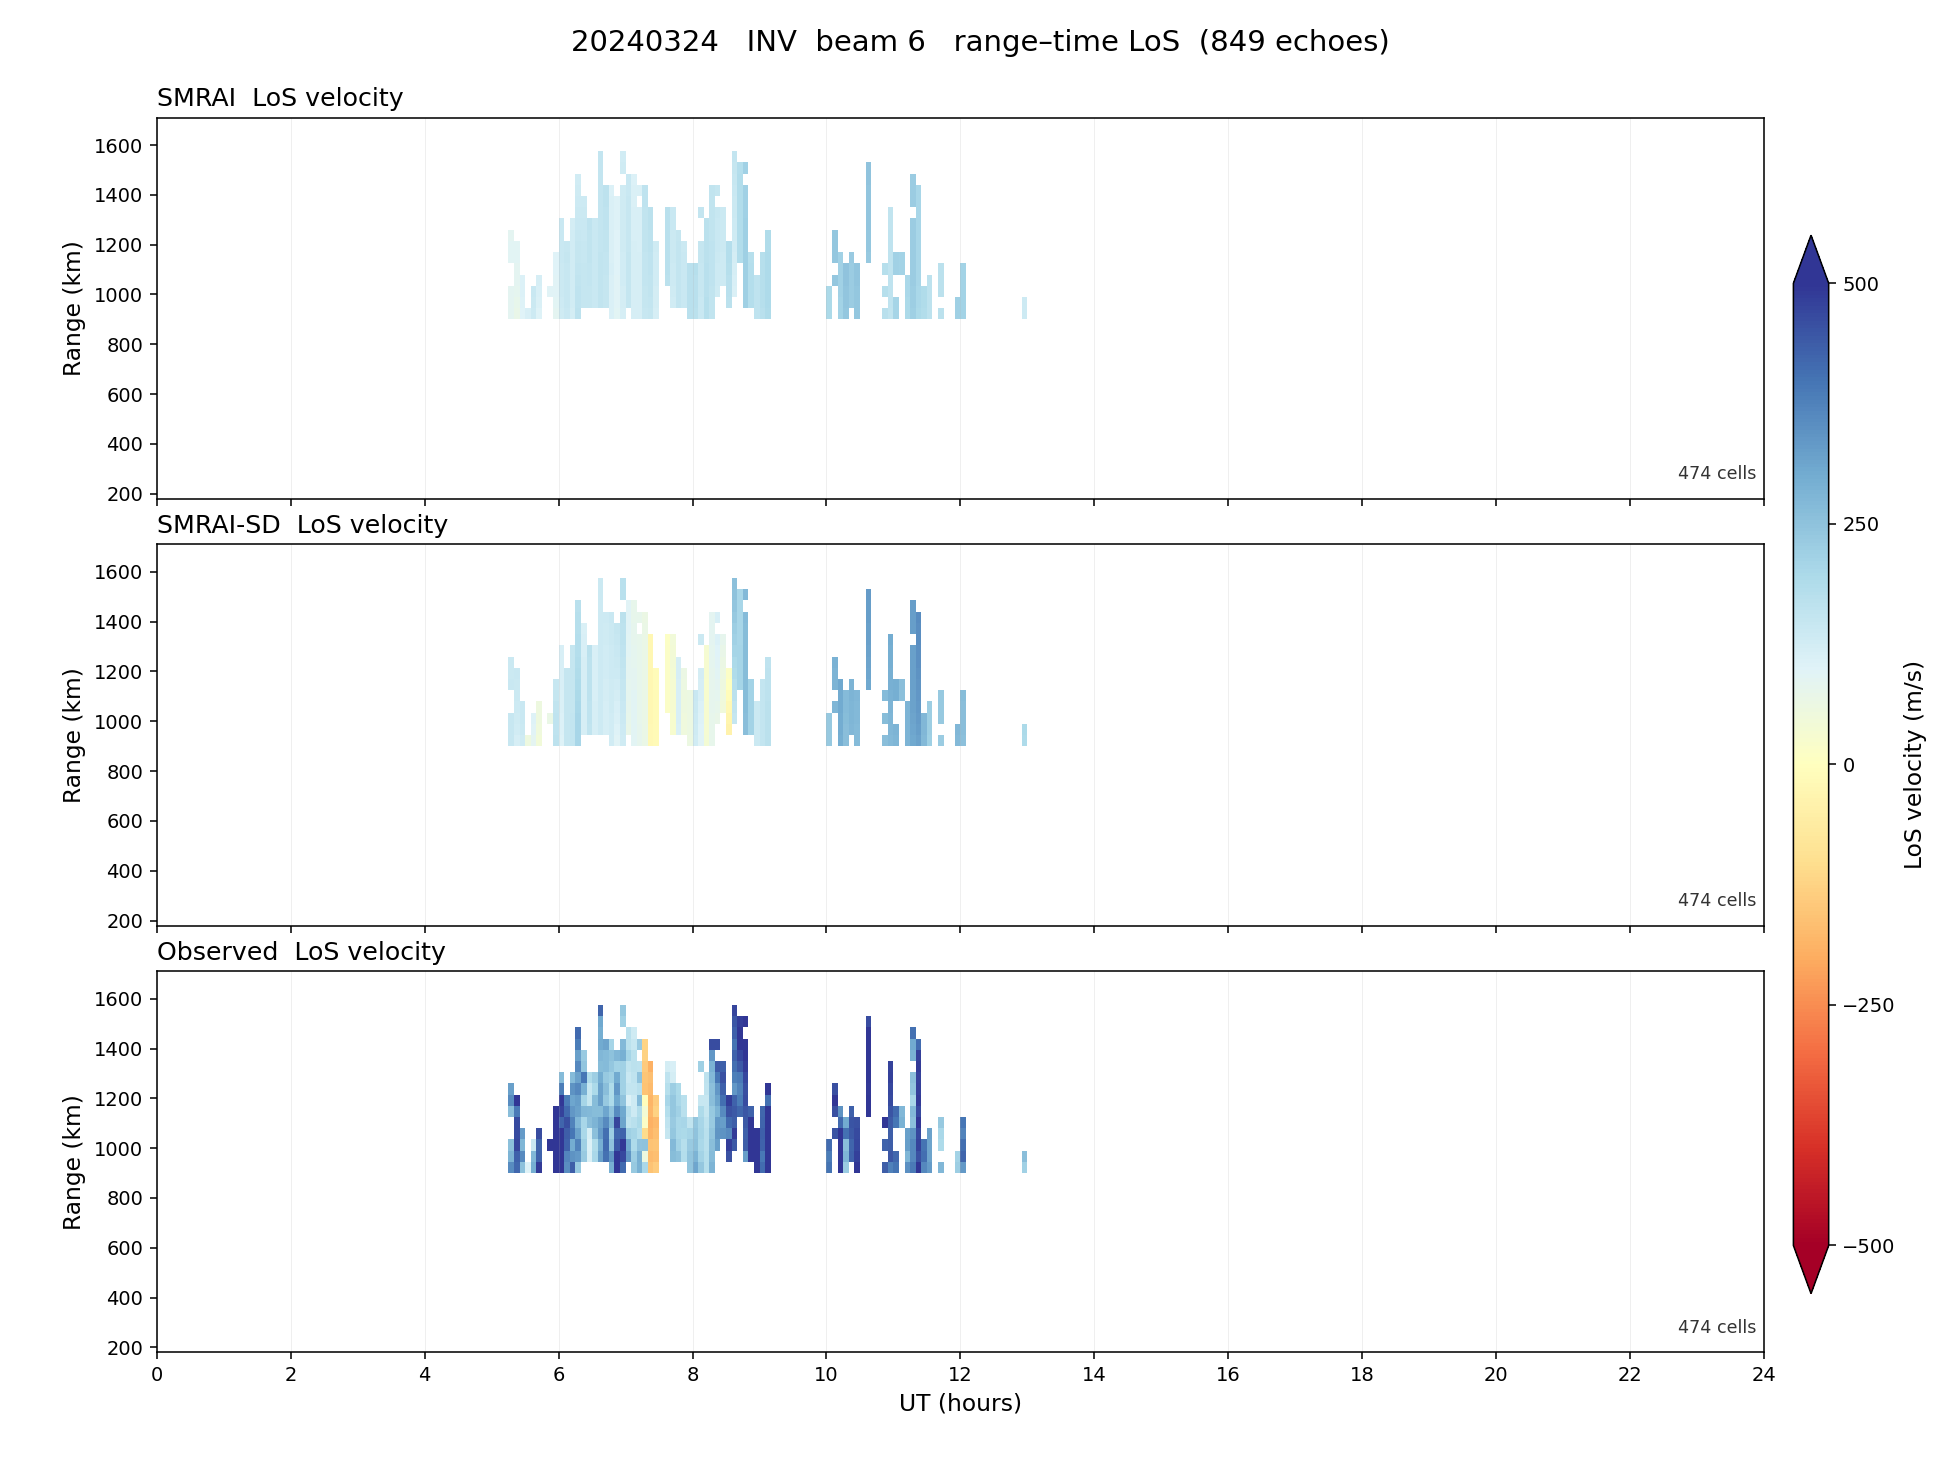 20240324   INV  beam 6   range–time LoS  (849 echoes)
SMRAI  LoS velocity
1600
1400
1200
1000
800
600
400
200
Range (km)
474 cells
SMRAI-SD  LoS velocity
1600
1400
1200
1000
800
600
400
200
Range (km)
474 cells
Observed  LoS velocity
1600
1400
1200
1000
800
600
400
200
Range (km)
474 cells
0 2 4 6 8 10 12 14 16 18 20 22 24
UT (hours)
500
250
0
−250
−500
LoS velocity (m/s)